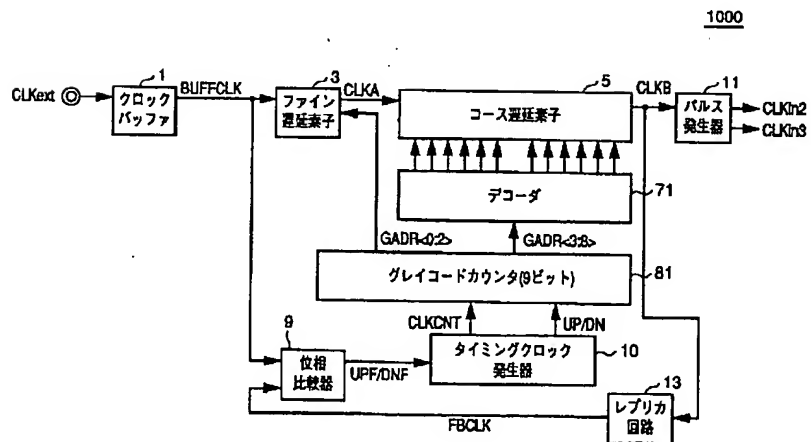 1000
CLKext
1
BUFFCLK
3
CLKA
5
CLKB
11
クロック
バッファ
ファイン
遅延素子
コース遅延素子
パルス
発生器
CLKin2
CLKin3
デコーダ
71
GADR<0:2>
GADR<3:8>
グレイコードカウンタ(9ビット)
81
CLKCNT
UP/DN
9
位相
比較器
UPF/DNF
タイミングクロック
発生器
10
13
レプリカ
回路
FBCLK